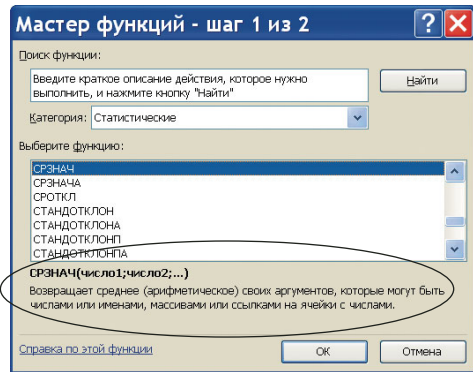 Мастер функций - шаг 1 из 2
Поиск функции:
Введите краткое описание действия, которое нужно
выполнить, и нажмите кнопку "Найти"
Найти
Категория: Статистические
Выберите функцию:
СРЗНАЧ
СРЗНАЧА
СРОТКЛ
СТАНДОТКЛОН
СТАНДОТКЛОНА
СТАНДОТКЛОНП
СТАНДОТКЛОНПА
СРЗНАЧ(число1;число2;...)
Возвращает среднее (арифметическое) своих аргументов, которые могут быть
числами или именами, массивами или ссылками на ячейки с числами.
Справка по этой функции
ОК
Отмена